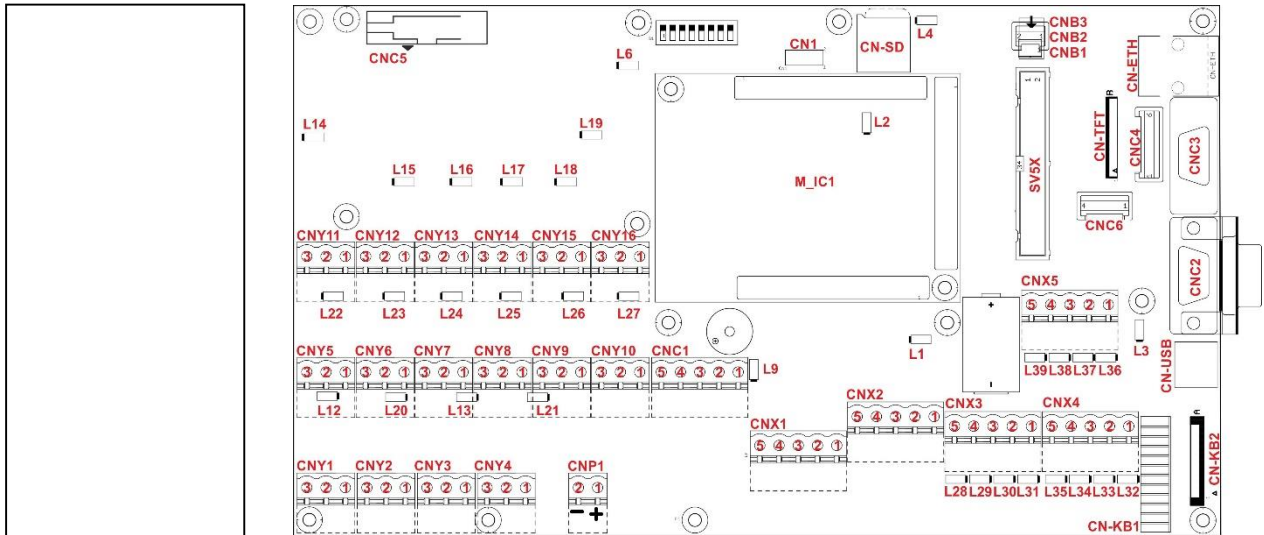 CNC5
L6
CN1
CN-SD
L4
CNB3
CNB2
CNB1
CN-ETH
CN-ETH
L14
L19
L2
CN-TFT
CNC4
CNC3
L15 L16 L17 L18
M_IC1
SV5X
34
4 1
CNC6
CNY11 CNY12 CNY13 CNY14 CNY15 CNY16
3 2 1 3 2 1 3 2 1 3 2 1 3 2 1 3 2 1
CNC2
L22 L23 L24 L25 L26 L27
CNX5
5 4 3 2 1
+
-
L1
L3
L39 L38 L37 L36
CN-USB
CNY5 CNY6 CNY7 CNY8 CNY9 CNY10 CNC1
3 2 1 3 2 1 3 2 1 3 2 1 3 2 1 3 2 1 5 4 3 2 1
L9
L12 L20 L13 L21
CNX1 CNX2 CNX3 CNX4
5 4 3 2 1 5 4 3 2 1 5 4 3 2 1 5 4 3 2 1
CN-KB2
CNY1 CNY2 CNY3 CNY4 CNP1
3 2 1 3 2 1 3 2 1 3 2 1 2 1
- +
L28 L29 L30 L31 L35 L34 L33 L32
CN-KB1